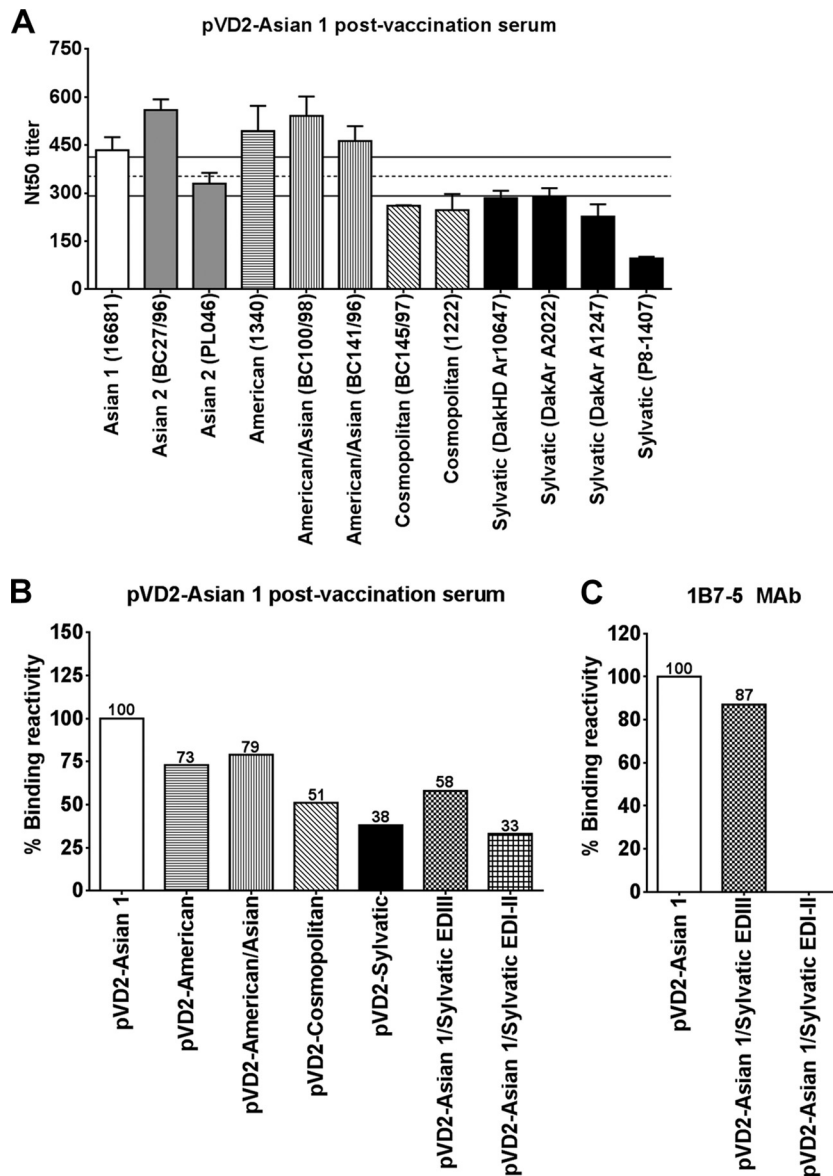 A
pVD2-Asian 1 post-vaccination serum
Nt50 titer
750
600
450
300
150
0
Asian 1 (16681)
Asian 2 (BC27/96)
Asian 2 (PL046)
American (1340)
American/Asian (BC100/98)
American/Asian (BC141/96)
Cosmopolitan (BC145/97)
Cosmopolitan (1222)
Sylvatic (DakHD Ar10647)
Sylvatic (DakAr A2022)
Sylvatic (DakAr A1247)
Sylvatic (P8-1407)
B
pVD2-Asian 1 post-vaccination serum
% Binding reactivity
150
125
100
75
50
25
0
100
73
79
51
38
58
33
pVD2-Asian 1
pVD2-American
pVD2-American/Asian
pVD2-Cosmopolitan
pVD2-Sylvatic
pVD2-Asian 1/Sylvatic EDIII
pVD2-Asian 1/Sylvatic EDI-II
C
1B7-5 MAb
% Binding reactivity
120
100
80
60
40
20
0
100
87
pVD2-Asian 1
pVD2-Asian 1/Sylvatic EDIII
pVD2-Asian 1/Sylvatic EDI-II